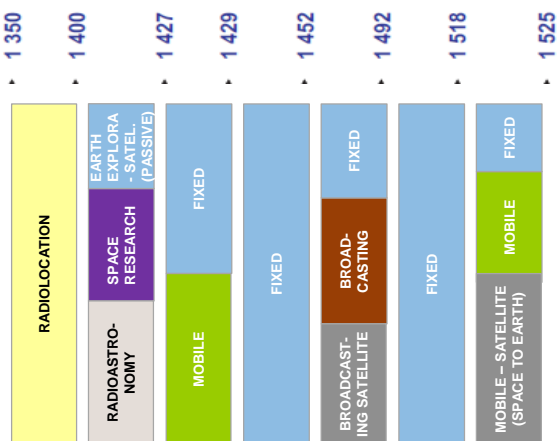 1 350
1 400
1 427
1 429
1 452
1 492
1 518
1 525
RADIOLOCATION
EARTH
EXPLORA
- SATEL.
(PASSIVE)
SPACE
RESEARCH
RADIOASTRO-
NOMY
FIXED
MOBILE
FIXED
FIXED
BROAD-
CASTING
BROADCAST-
ING SATELLITE
FIXED
FIXED
MOBILE
MOBILE – SATELLITE
(SPACE TO EARTH)